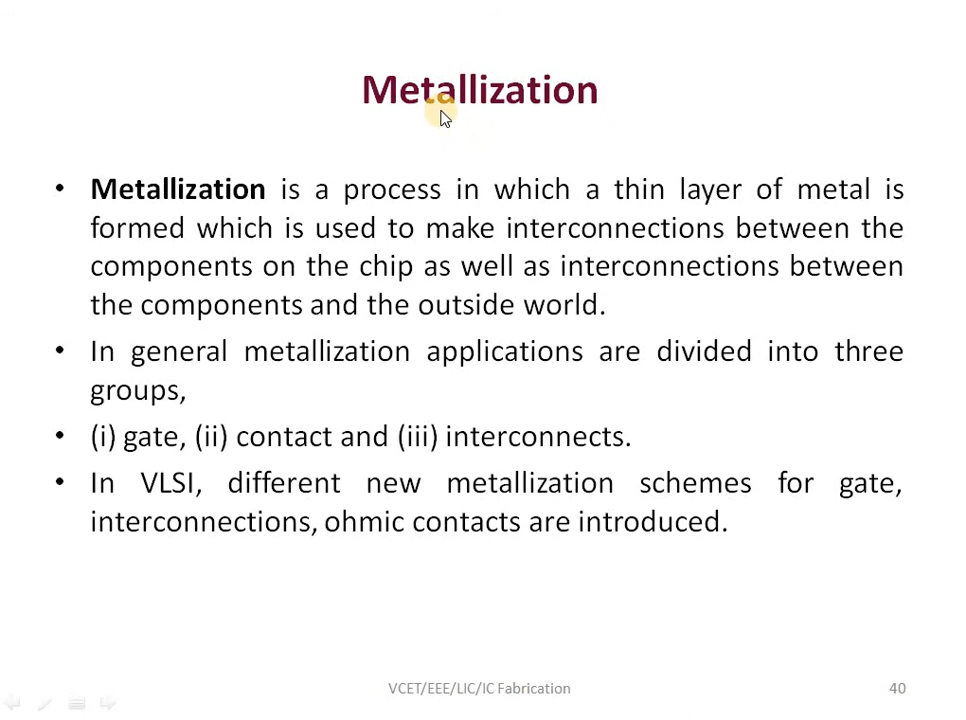 Metallization
• Metallization is a process in which a thin layer of metal is
formed which is used to make interconnections between the
components on the chip as well as interconnections between
the components and the outside world.
• In general metallization applications are divided into three
groups,
• (i) gate, (ii) contact and (iii) interconnects.
• In VLSI, different new metallization schemes for gate,
interconnections, ohmic contacts are introduced.
VCET/EEE/LIC/IC Fabrication
40